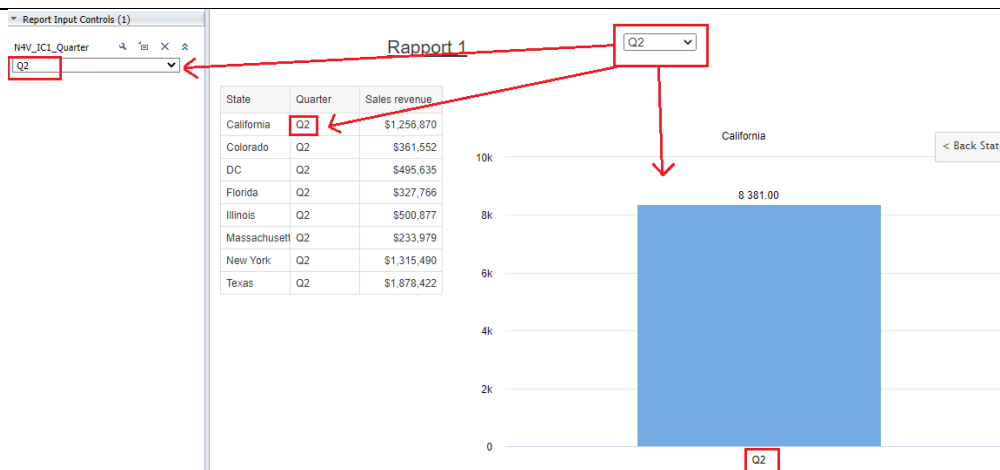 Report Input Controls (1)
N4V_IC1_Quarter
Q2
Rapport 1
Q2
State Quarter Sales revenue
California Q2 $1,256,870
Colorado Q2 $361,552
DC Q2 $495,635
Florida Q2 $327,766
Illinois Q2 $500,877
Massachusett Q2 $233,979
New York Q2 $1,315,490
Texas Q2 $1,878,422
California
< Back State
10k
8 381.00
8k
6k
4k
2k
0
Q2